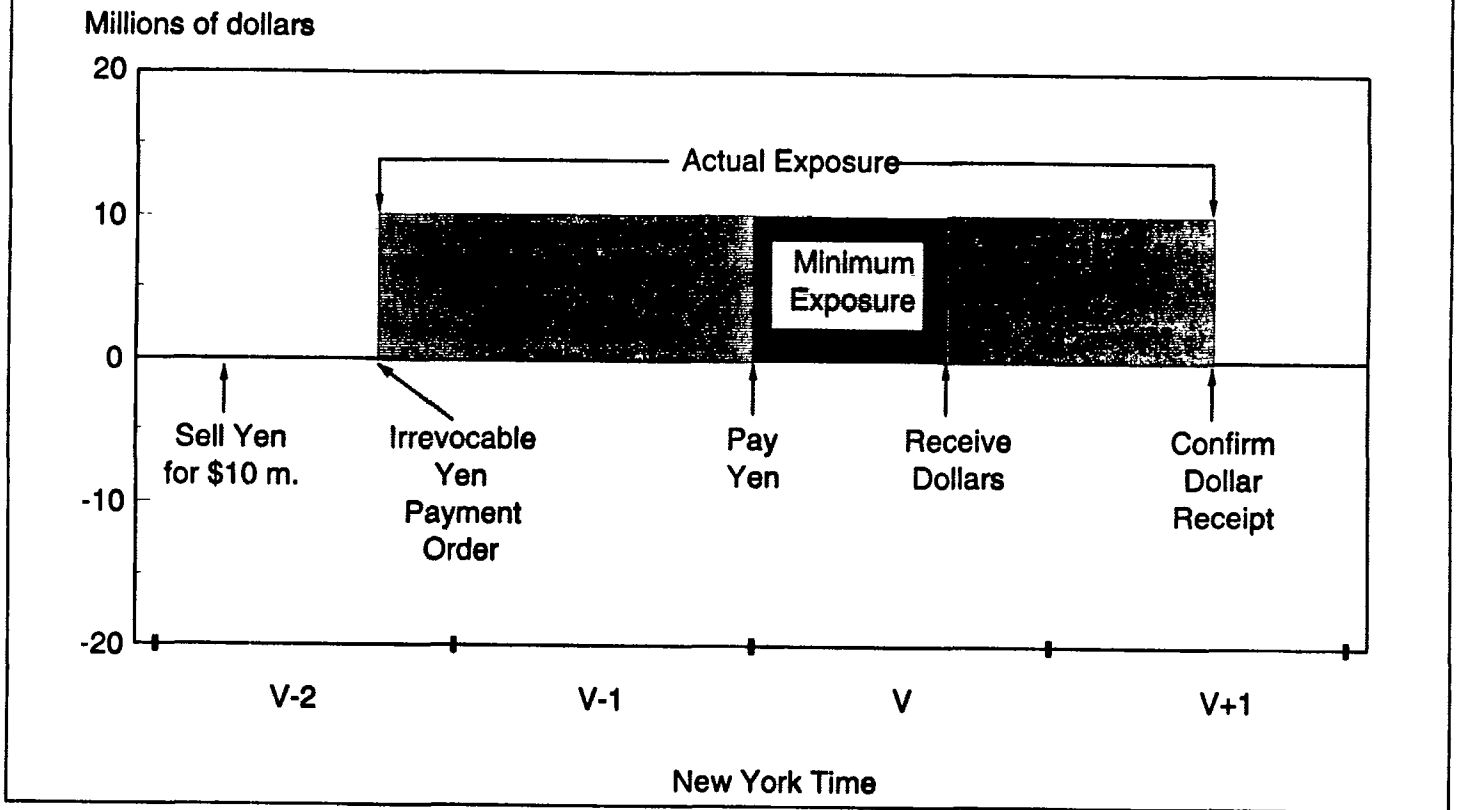 Millions of dollars
20
10
0
-10
-20
Actual Exposure
Minimum
Exposure
Sell Yen
for $10 m.
Irrevocable
Yen
Payment
Order
Pay
Yen
Receive
Dollars
Confirm
Dollar
Receipt
V-2
V-1
V
V+1
New York Time